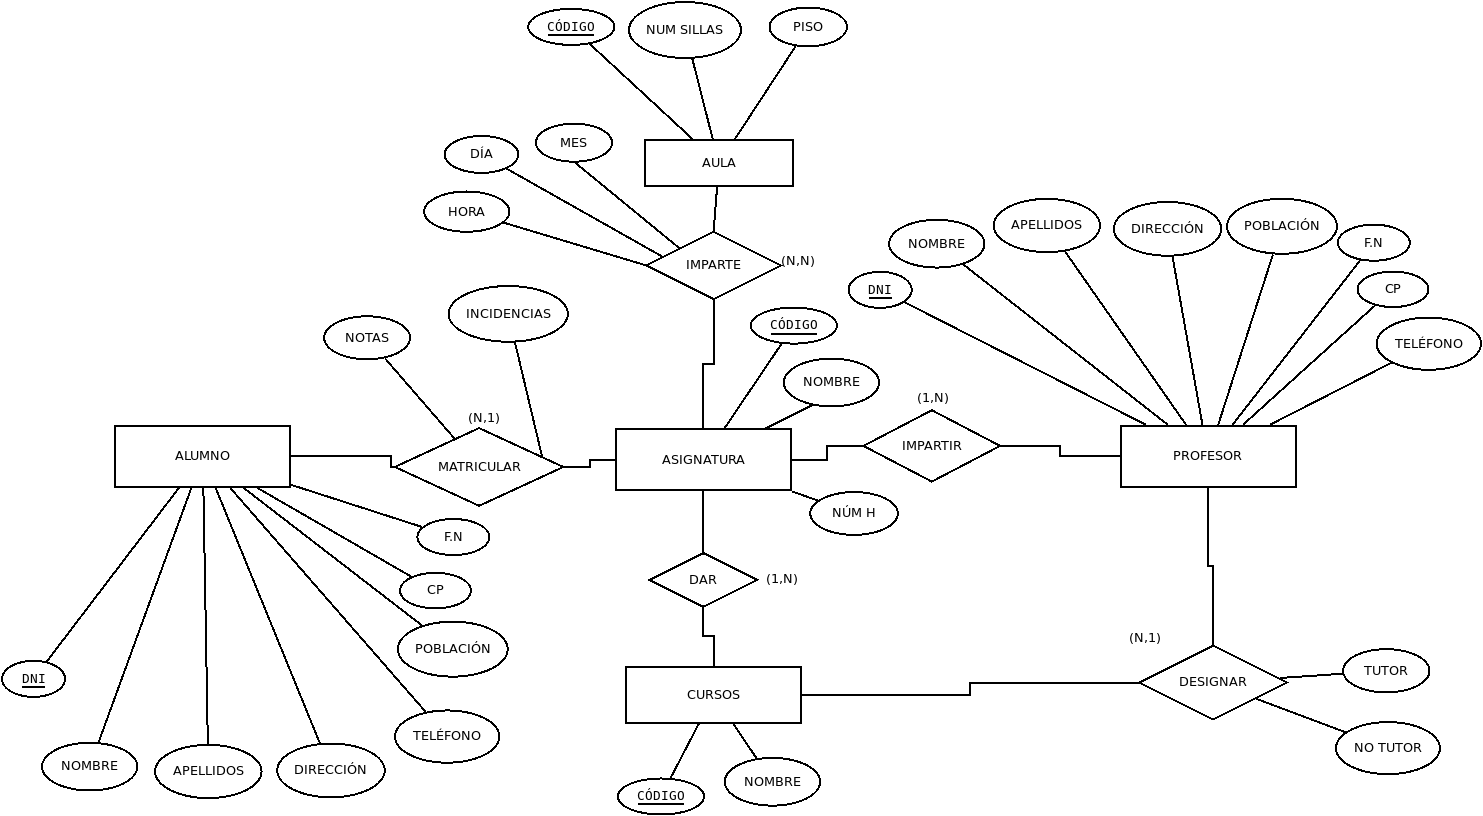 CÓDIGO
NUM SILLAS
PISO
DÍA
MES
AULA
HORA
IMPARTE
(N,N)
NOMBRE
APELLIDOS
DIRECCIÓN
POBLACIÓN
F.N
DNI
CP
TELÉFONO
NOTAS
INCIDENCIAS
CÓDIGO
NOMBRE
(N,1)
(1,N)
ALUMNO
MATRICULAR
ASIGNATURA
IMPARTIR
PROFESOR
NÚM H
F.N
CP
DAR
(1,N)
POBLACIÓN
(N,1)
DNI
CURSOS
DESIGNAR
TUTOR
TELÉFONO
NO TUTOR
NOMBRE
APELLIDOS
DIRECCIÓN
CÓDIGO
NOMBRE